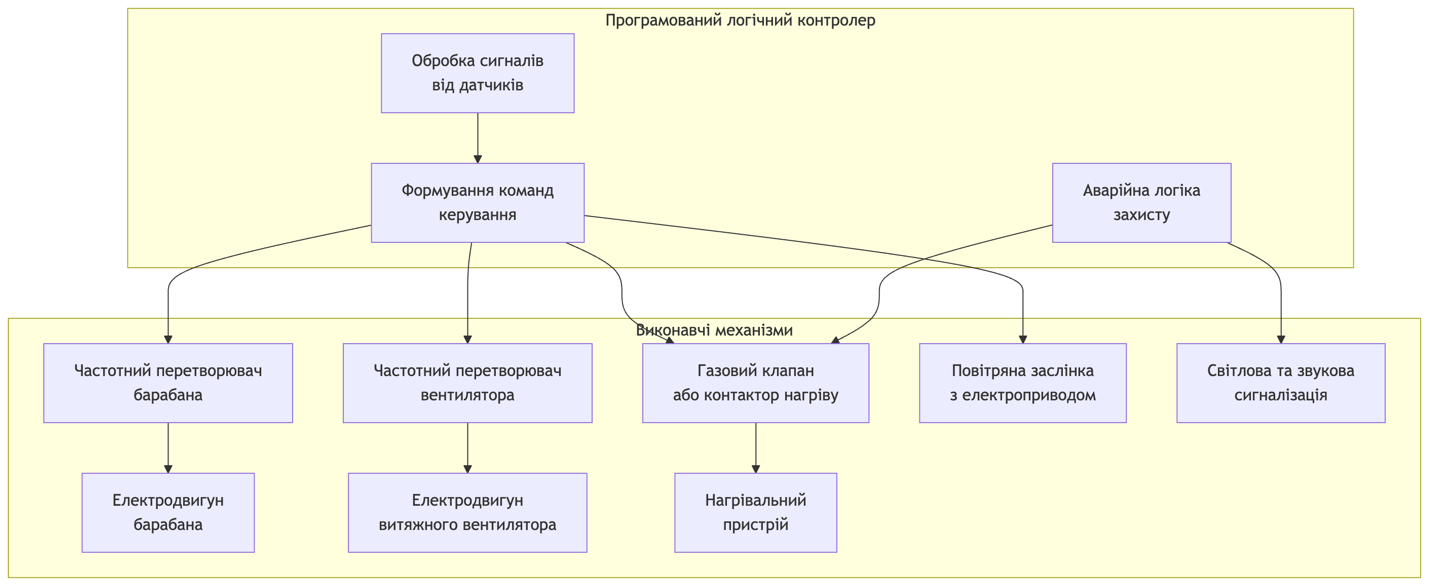 Програмований логічний контролер
Обробка сигналів
від датчиків
Формування команд
керування
Аварійна логіка
захисту
Виконавчі механізми
Частотний перетворювач
барабана
Частотний перетворювач
вентилятора
Газовий клапан
або контактор нагріву
Повітряна заслінка
з електроприводом
Світлова та звукова
сигналізація
Електродвигун
барабана
Електродвигун
витяжного вентилятора
Нагрівальний
пристрій